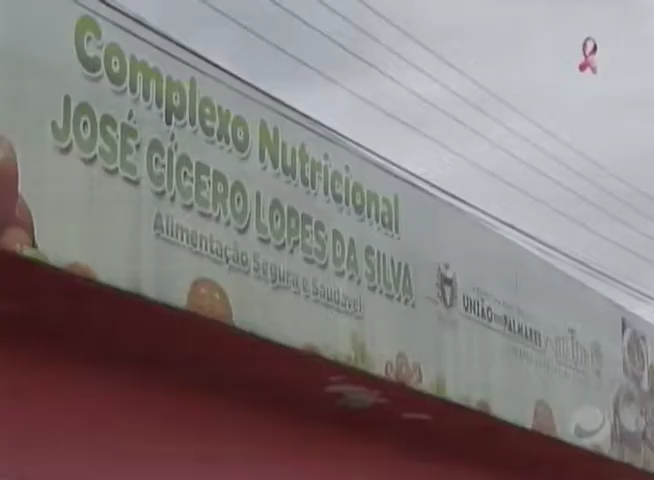 Complexo Nutricional
JOSÉ CÍCERO LOPES DA SILVA
Alimentação Segura e Saudável
UNIÃO DOS PALMARES